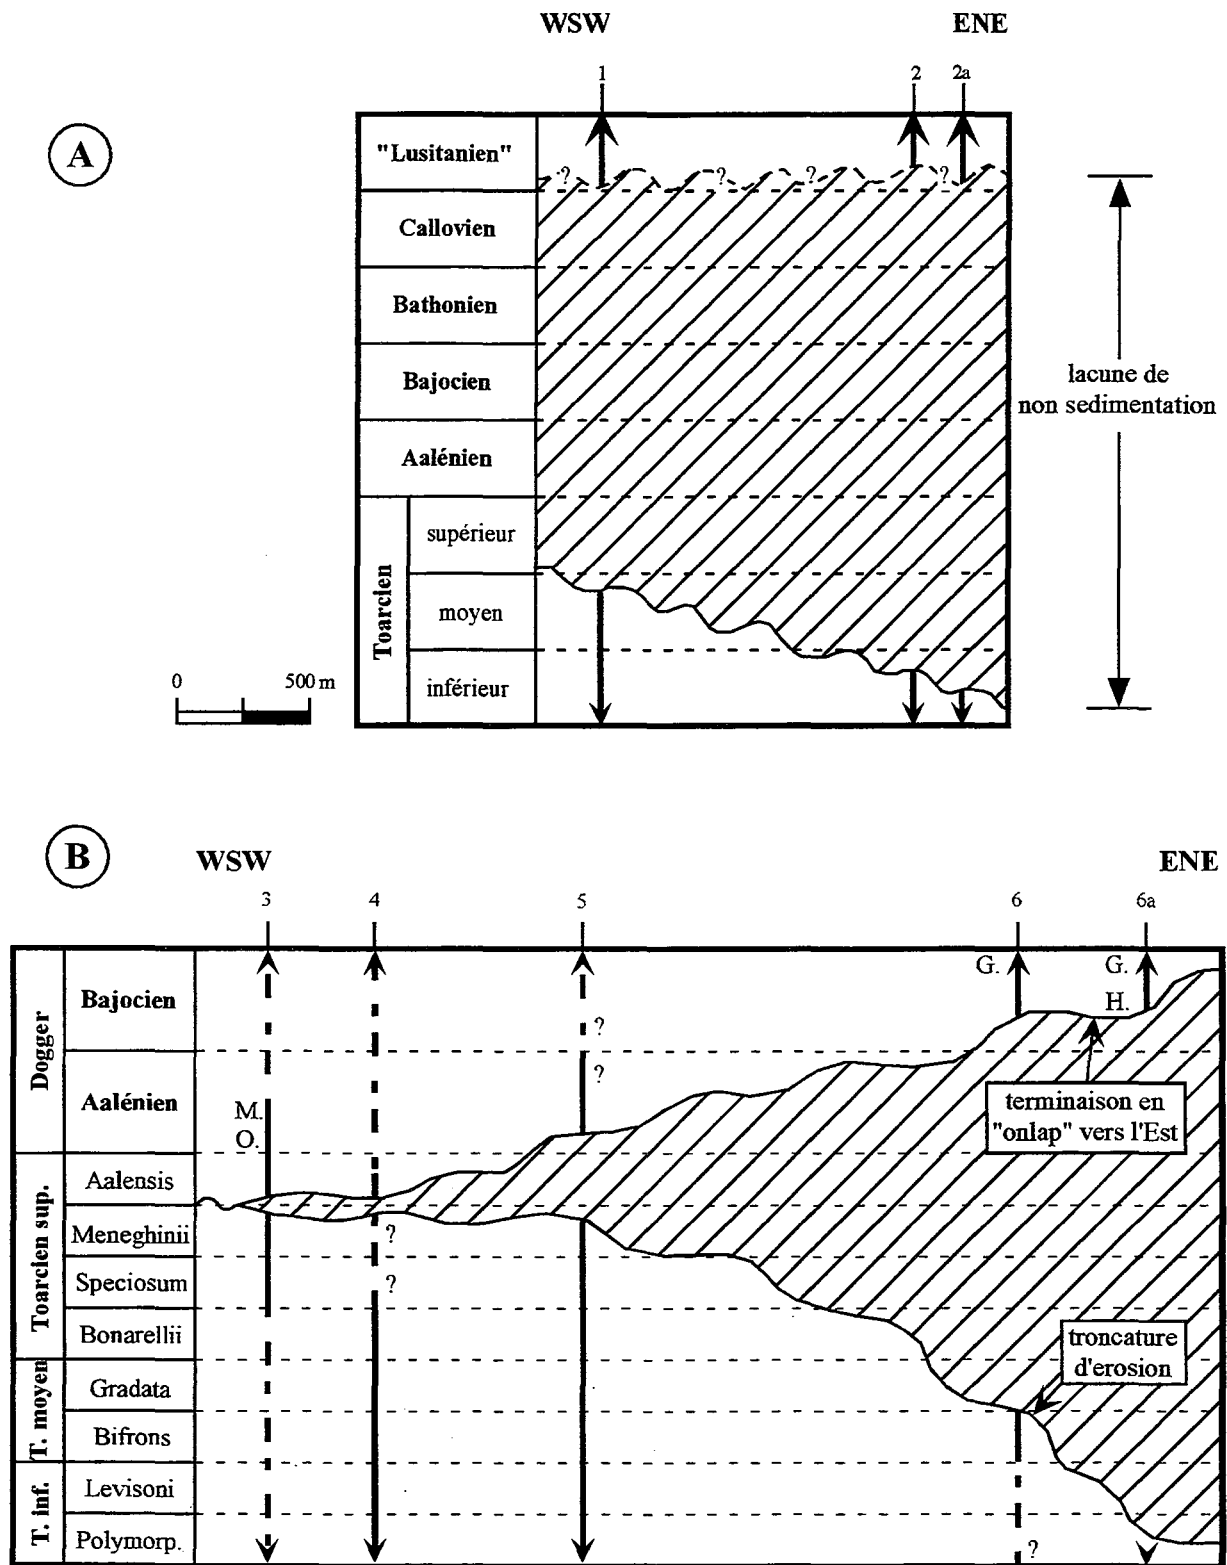 WSW
ENE
1
2
2a
A
"Lusitanien"
?
?
?
?
Callovien
Bathonien
Bajocien
Aalénien
lacune de
non sedimentation
Toarcien
supérieur
moyen
inférieur
0
500 m
B
WSW
ENE
3
4
5
6
6a
Dogger
Bajocien
G.
G.
H.
?
Aalénien
?
M.
O.
terminaison en
"onlap" vers l'Est
Toarcien sup.
Aalensis
Meneghinii
?
Speciosum
?
Bonarellii
troncature
d'erosion
T. moyen
Gradata
Bifrons
T. inf.
Levisoni
Polymorp.
?